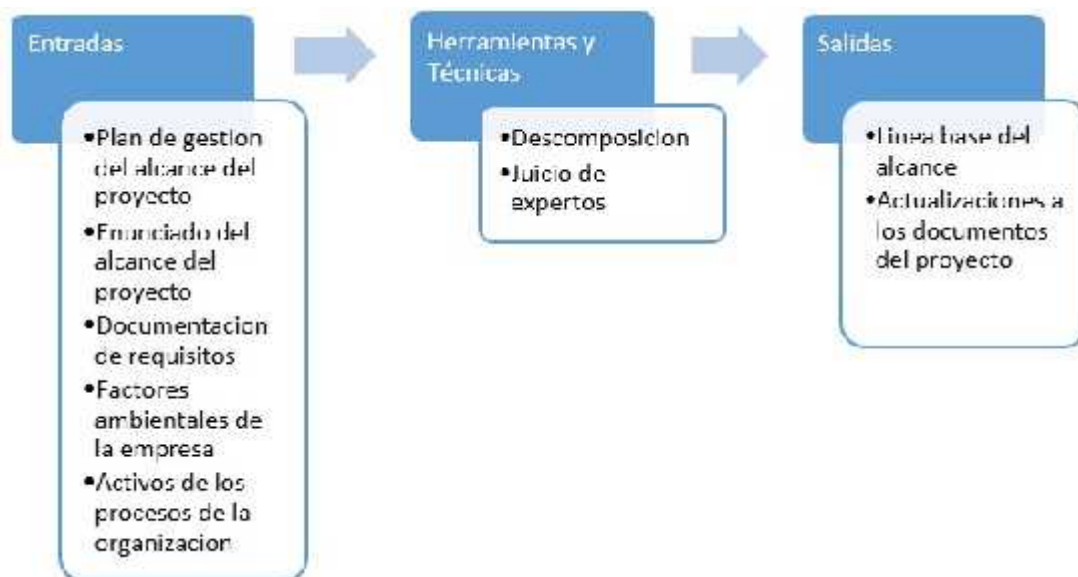 Entradas
•Plan de gestion
del alcance del
proyecto
•Enunciado del
alcance del
proyecto
•Documentacion
de requisitos
•Factores
ambientales de
la empresa
•Activos de los
procesos de la
organizacion
Herramientas y
Técnicas
•Descomposicion
•Juicio de
expertos
Salidas
•Linea base del
alcance
•Actualizaciones a
los documentos
del proyecto